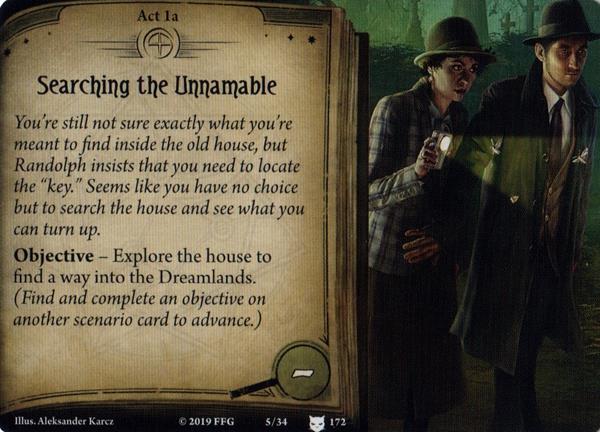 Act 1a
Searching the Unnamable
You're still not sure exactly what you're
meant to find inside the old house, but
Randolph insists that you need to locate
the “key.” Seems like you have no choice
but to search the house and see what you
can turn up.
Objective – Explore the house to
find a way into the Dreamlands.
(Find and complete an objective on
another scenario card to advance.)
–
Illus. Aleksander Karcz
© 2019 FFG
5/34
172